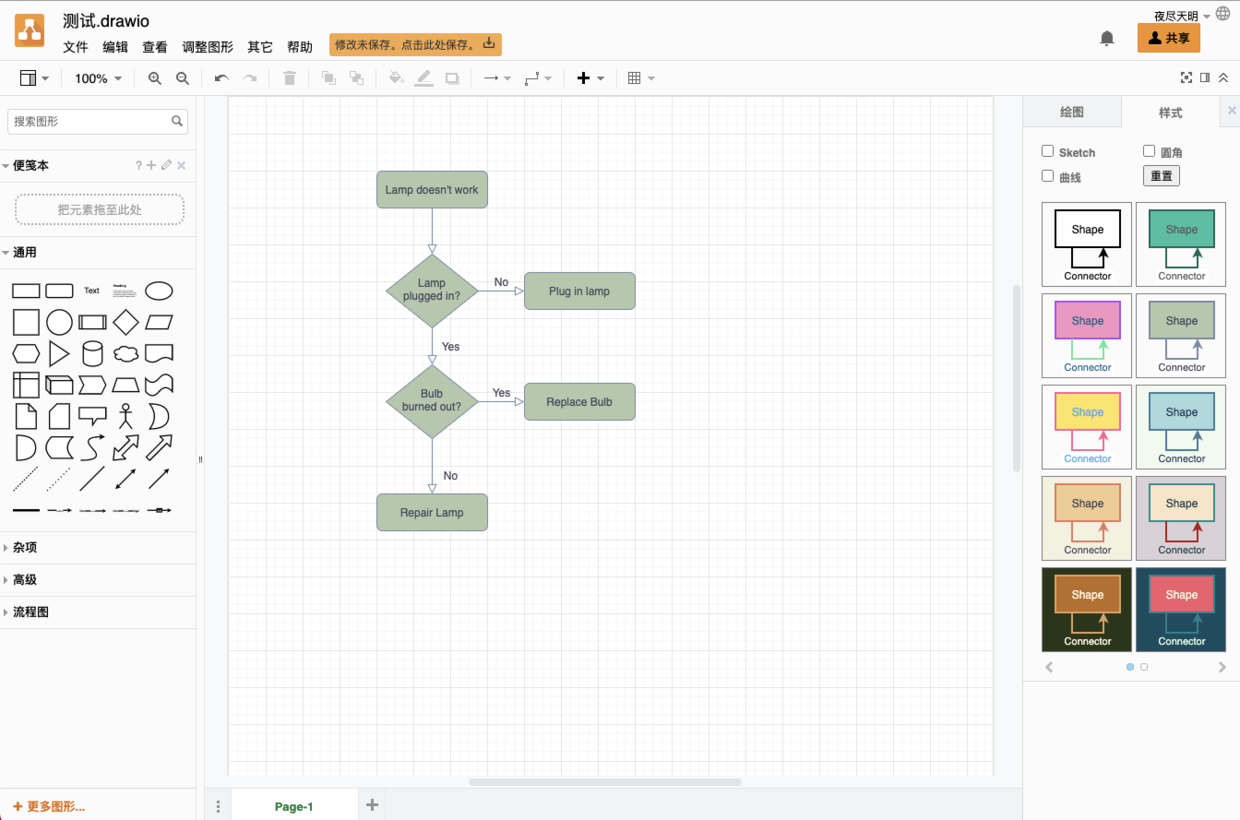 测试.drawio
夜尽天明
文件 编辑 查看 调整图形 其它 帮助
修改未保存。点击此处保存。
共享
100%
搜索图形
便笺本
?
把元素拖至此处
通用
Text
Heading
杂项
高级
流程图
更多图形...
Lamp doesn't work
Lamp
plugged in?
No
Plug in lamp
Yes
Bulb
burned out?
Yes
Replace Bulb
No
Repair Lamp
Page-1
绘图 样式
Sketch 圆角
曲线 重置
Shape Shape
Connector Connector
Shape Shape
Connector Connector
Shape Shape
Connector Connector
Shape Shape
Connector Connector
Shape Shape
Connector Connector